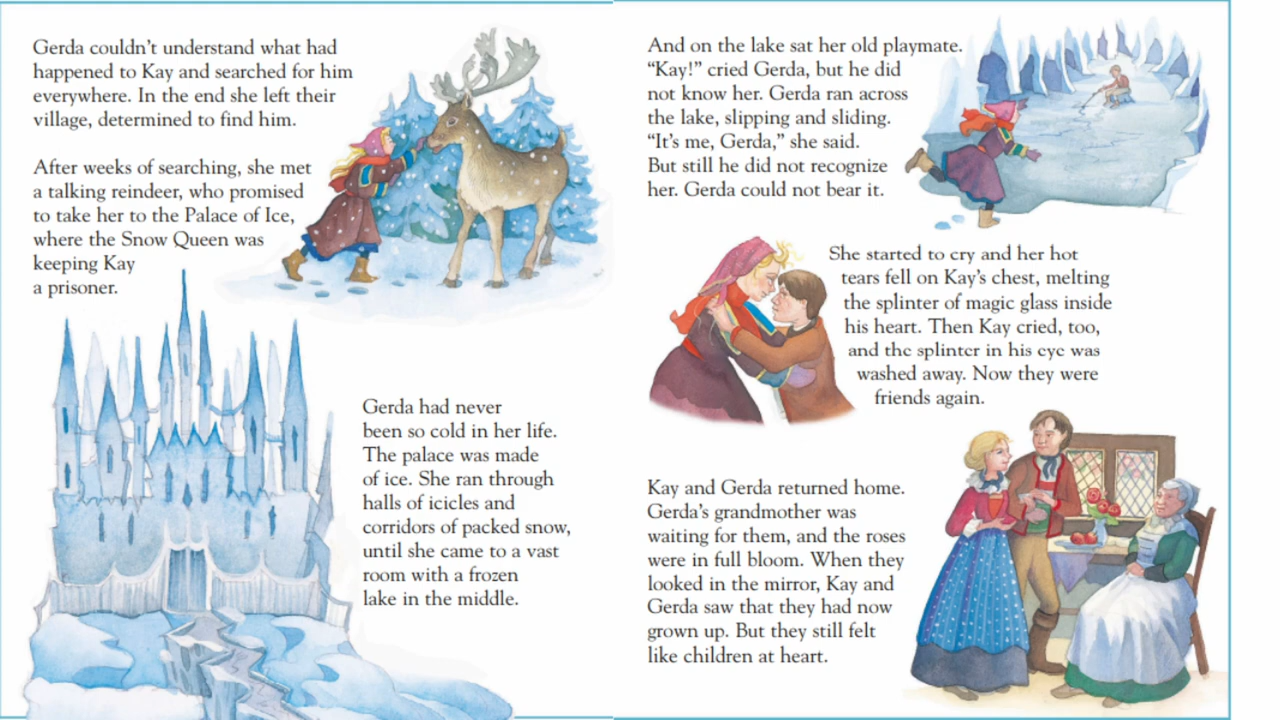 Gerda couldn't understand what had
happened to Kay and searched for him
everywhere. In the end she left their
village, determined to find him.
After weeks of searching, she met
a talking reindeer, who promised
to take her to the Palace of Ice,
where the Snow Queen was
keeping Kay
a prisoner.
Gerda had never
been so cold in her life.
The palace was made
of ice. She ran through
halls of icicles and
corridors of packed snow,
until she came to a vast
room with a frozen
lake in the middle.
And on the lake sat her old playmate.
“Kay!” cried Gerda, but he did
not know her. Gerda ran across
the lake, slipping and sliding.
“It's me, Gerda,” she said.
But still he did not recognize
her. Gerda could not bear it.
She started to cry and her hot
tears fell on Kay's chest, melting
the splinter of magic glass inside
his heart. Then Kay cried, too,
and the splinter in his eye was
washed away. Now they were
friends again.
Kay and Gerda returned home.
Gerda's grandmother was
waiting for them, and the roses
were in full bloom. When they
looked in the mirror, Kay and
Gerda saw that they had now
grown up. But they still felt
like children at heart.